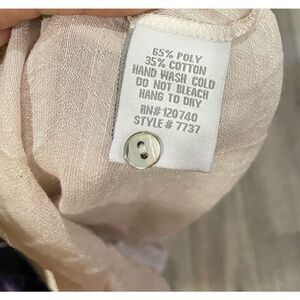 65% POLY
35% COTTON
HAND WASH COLD
DO NOT BLEACH
HANG TO DRY
RN# 120740
STYLE # 7737